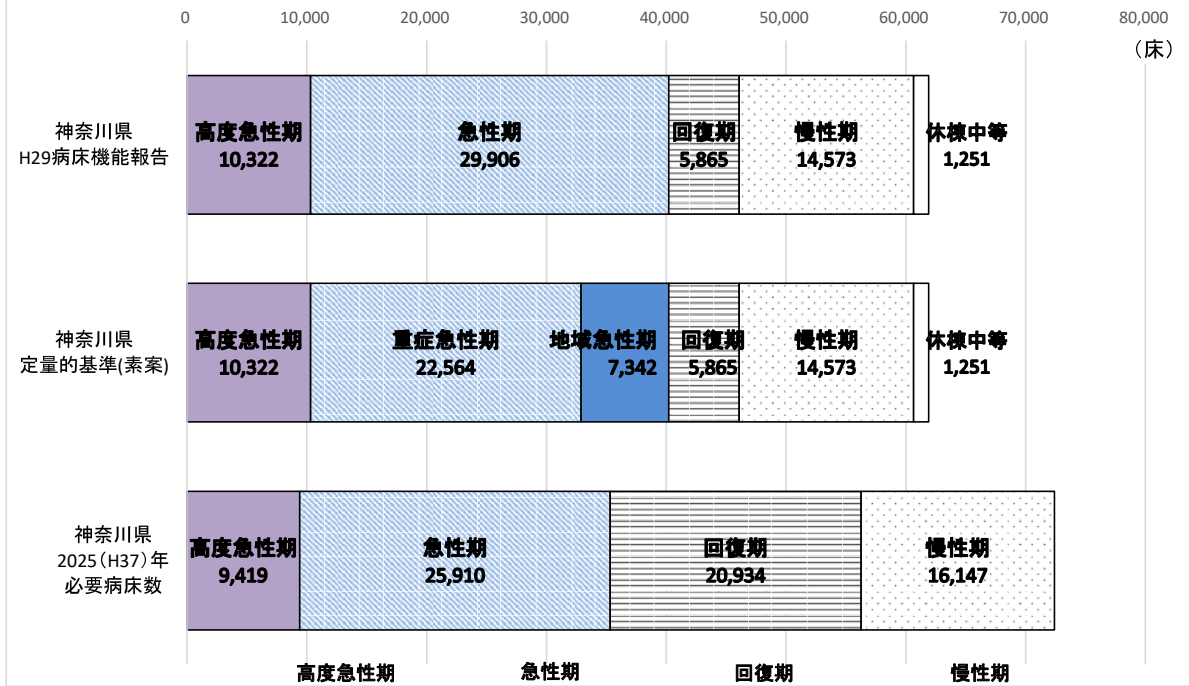 0 10,000 20,000 30,000 40,000 50,000 60,000 70,000 80,000
（床）
神奈川県
H29病床機能報告
高度急性期 急性期 回復期 慢性期 休棟中等
10,322 29,906 5,865 14,573 1,251
神奈川県
定量的基準(素案)
高度急性期 重症急性期 地域急性期 回復期 慢性期 休棟中等
10,322 22,564 7,342 5,865 14,573 1,251
神奈川県
2025（H37）年
必要病床数
高度急性期 急性期 回復期 慢性期
9,419 25,910 20,934 16,147
高度急性期 急性期 回復期 慢性期